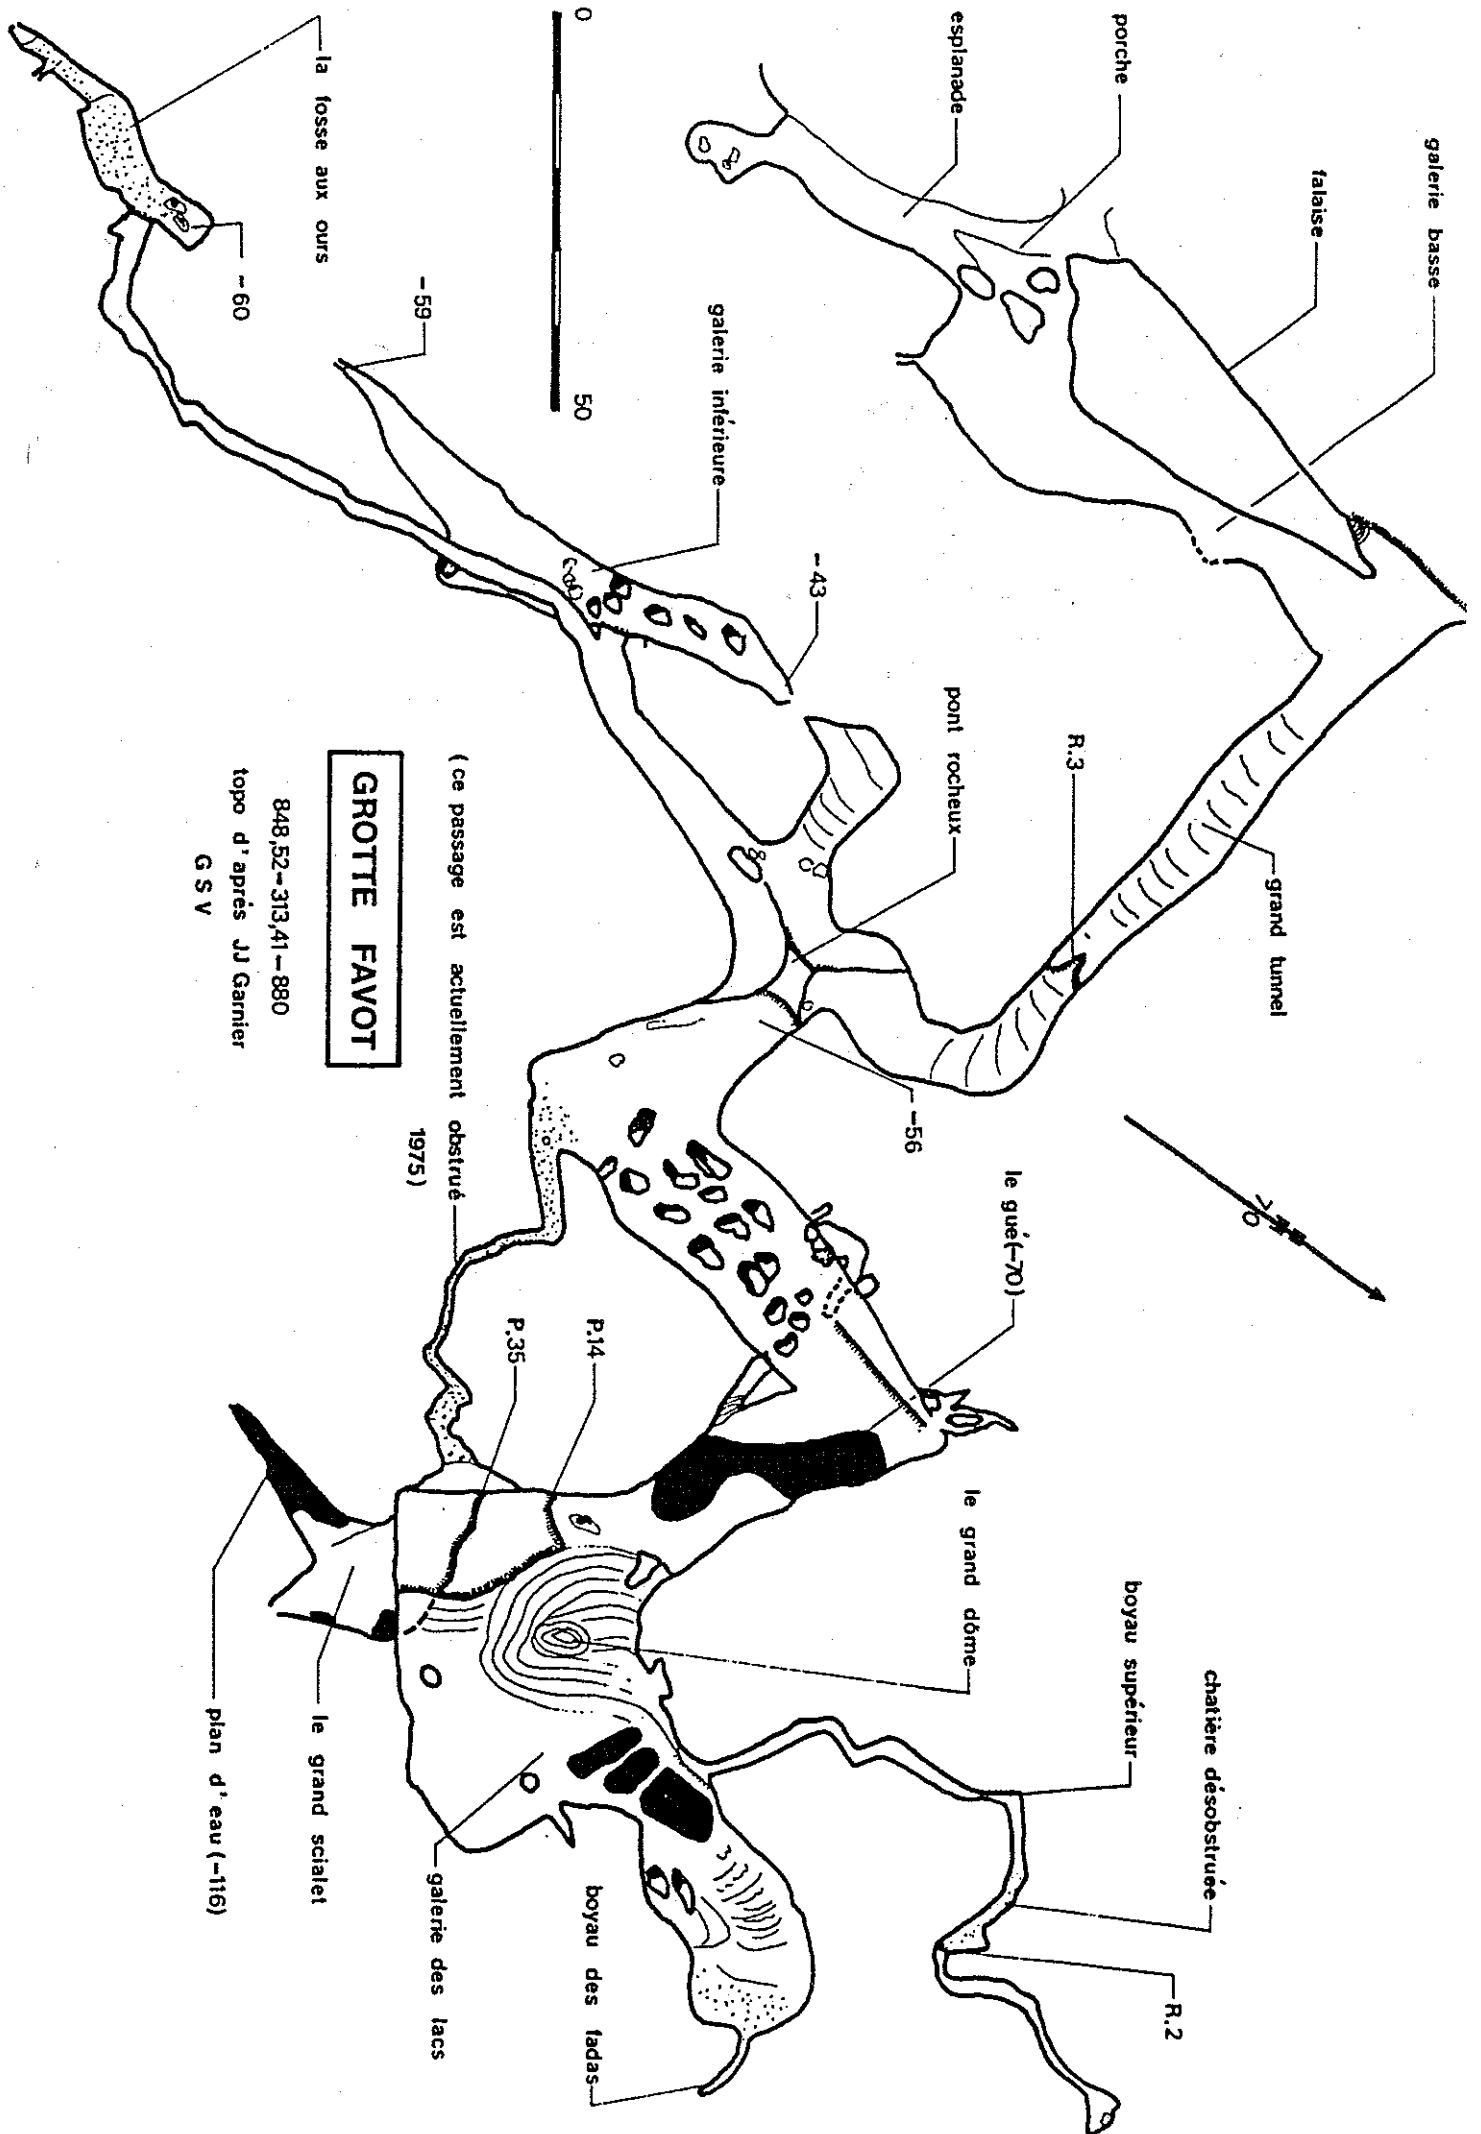 galerie basse
falaise
grand tunnel
chatière désobstruée
R.2
boyau supérieur
porche
R.3
le gué(-70)
le grand dôme
esplanade
pont rocheux
-56
-43
galerie inférieure
P.14
boyau des fadas
0 50
P.35
(ce passage est actuellement obstrué
1975)
galerie des lacs
-59
GROTTE FAVOT
848,52-313,41-880
topo d'aprés JJ Garnier
G S V
la fosse aux ours
le grand scialet
-60
plan d'eau (-116)